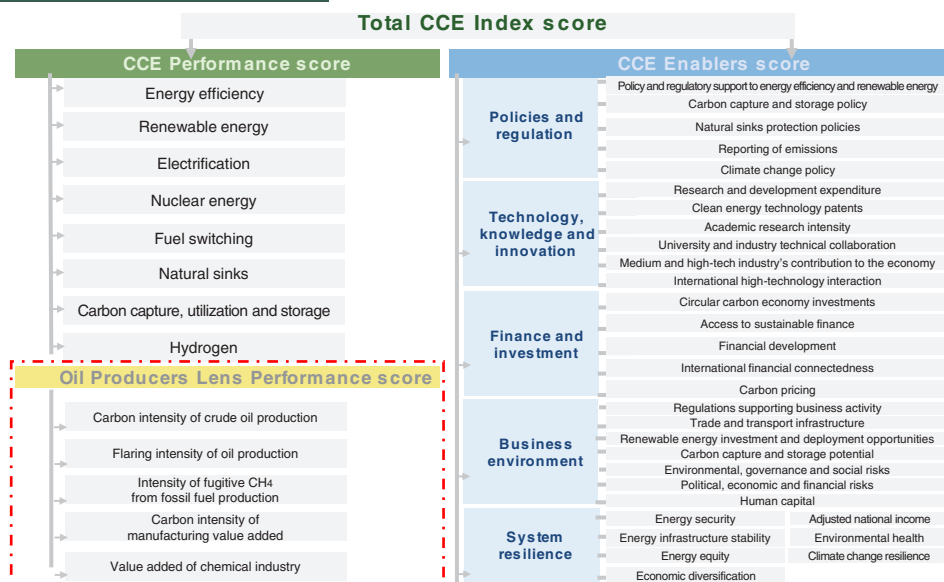 Total CCE Index score
CCE Performance score
Energy efficiency
Renewable energy
Electrification
Nuclear energy
Fuel switching
Natural sinks
Carbon capture, utilization and storage
Hydrogen
Oil Producers Lens Performance score
Carbon intensity of crude oil production
Flaring intensity of oil production
Intensity of fugitive CH4
from fossil fuel production
Carbon intensity of
manufacturing value added
Value added of chemical industry
CCE Enablers score
Policies and
regulation
Policy and regulatory support to energy efficiency and renewable energy
Carbon capture and storage policy
Natural sinks protection policies
Reporting of emissions
Climate change policy
Technology,
knowledge and
innovation
Research and development expenditure
Clean energy technology patents
Academic research intensity
University and industry technical collaboration
Medium and high-tech industry's contribution to the economy
International high-technology interaction
Finance and
investment
Circular carbon economy investments
Access to sustainable finance
Financial development
International financial connectedness
Carbon pricing
Business
environment
Regulations supporting business activity
Trade and transport infrastructure
Renewable energy investment and deployment opportunities
Carbon capture and storage potential
Environmental, governance and social risks
Political, economic and financial risks
Human capital
System
resilience
Energy security
Energy infrastructure stability
Energy equity
Economic diversification
Adjusted national income
Environmental health
Climate change resilience